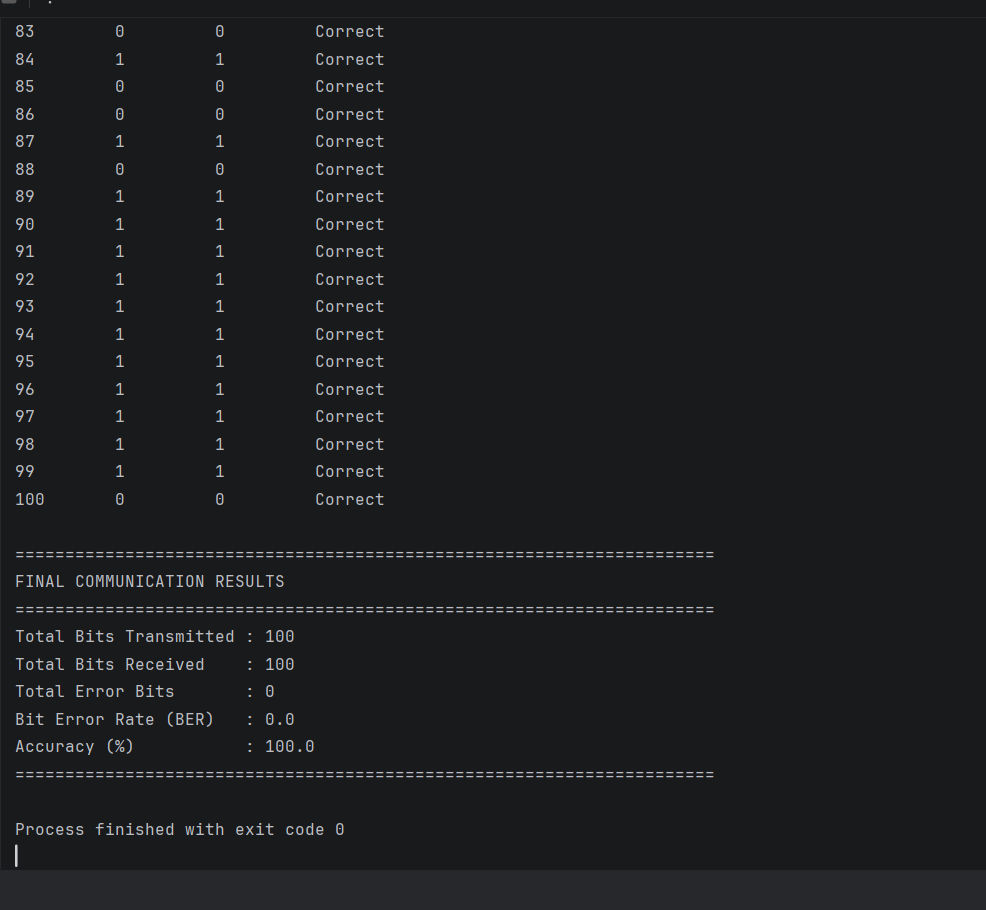 83        0         0         Correct
84        1         1         Correct
85        0         0         Correct
86        0         0         Correct
87        1         1         Correct
88        0         0         Correct
89        1         1         Correct
90        1         1         Correct
91        1         1         Correct
92        1         1         Correct
93        1         1         Correct
94        1         1         Correct
95        1         1         Correct
96        1         1         Correct
97        1         1         Correct
98        1         1         Correct
99        1         1         Correct
100       0         0         Correct
======================================================================
FINAL COMMUNICATION RESULTS
======================================================================
Total Bits Transmitted : 100
Total Bits Received    : 100
Total Error Bits       : 0
Bit Error Rate (BER)   : 0.0
Accuracy (%)           : 100.0
======================================================================
Process finished with exit code 0